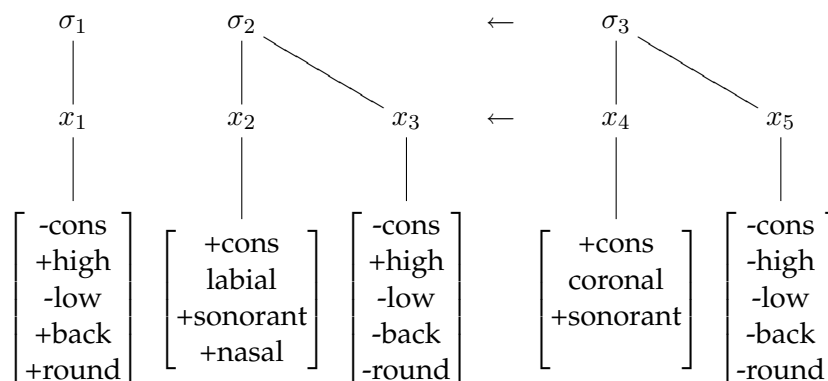 σ1 σ2 ← σ3
x1 x2 x3 ← x4 x5
-cons +cons -cons +cons -cons
+high labial +high coronal -high
-low +sonorant -low +sonorant -low
+back +nasal -back -back
+round -round -round